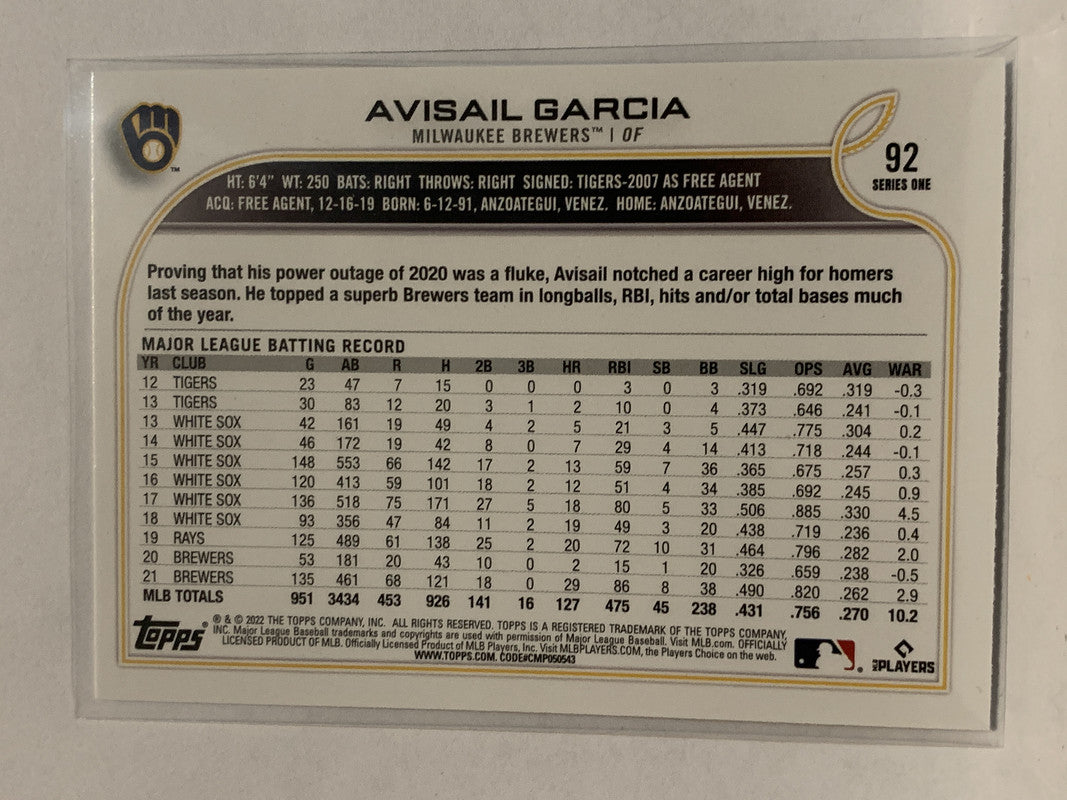 AVISAIL GARCIA
MILWAUKEE BREWERS™ | OF
92
SERIES ONE
HT: 6'4" WT: 250 BATS: RIGHT THROWS: RIGHT SIGNED: TIGERS-2007 AS FREE AGENT
ACQ: FREE AGENT, 12-16-19 BORN: 6-12-91, ANZOATEGUI, VENEZ. HOME: ANZOATEGUI, VENEZ.
Proving that his power outage of 2020 was a fluke, Avisail notched a career high for homers
last season. He topped a superb Brewers team in longballs, RBI, hits and/or total bases much
of the year.
MAJOR LEAGUE BATTING RECORD
YR CLUB G AB R H 2B 3B HR RBI SB BB SLG OPS AVG WAR
12 TIGERS 23 47 7 15 0 0 0 3 0 3 .319 .692 .319 -0.3
13 TIGERS 30 83 12 20 3 1 2 10 0 4 .373 .646 .241 -0.1
13 WHITE SOX 42 161 19 49 4 2 5 21 3 5 .447 .775 .304 0.2
14 WHITE SOX 46 172 19 42 8 0 7 29 4 14 .413 .718 .244 -0.1
15 WHITE SOX 148 553 66 142 17 2 13 59 7 36 .365 .675 .257 0.3
16 WHITE SOX 120 413 59 101 18 2 12 51 4 34 .385 .692 .245 0.9
17 WHITE SOX 136 518 75 171 27 5 18 80 5 33 .506 .885 .330 4.5
18 WHITE SOX 93 356 47 84 11 2 19 49 3 20 .438 .719 .236 0.4
19 RAYS 125 489 61 138 25 2 20 72 10 31 .464 .796 .282 2.0
20 BREWERS 53 181 20 43 10 0 2 15 1 20 .326 .659 .238 -0.5
21 BREWERS 135 461 68 121 18 0 29 86 8 38 .490 .820 .262 2.9
MLB TOTALS 951 3434 453 926 141 16 127 475 45 238 .431 .756 .270 10.2
Topps
® & © 2022 THE TOPPS COMPANY, INC. ALL RIGHTS RESERVED. TOPPS IS A REGISTERED TRADEMARK OF THE TOPPS COMPANY,
INC. Major League Baseball trademarks and copyrights are used with permission of Major League Baseball. Visit MLB.com. OFFICIALLY
LICENSED PRODUCT OF MLB. Officially Licensed Product of MLB Players, Inc. Visit MLBPLAYERS.COM, the Players Choice on the web.
WWW.TOPPS.COM. CODE#CMP050543
MLB PLAYERS